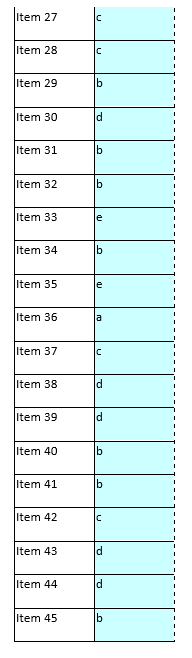 Item 27 c
Item 28 c
Item 29 b
Item 30 d
Item 31 b
Item 32 b
Item 33 e
Item 34 b
Item 35 e
Item 36 a
Item 37 c
Item 38 d
Item 39 d
Item 40 b
Item 41 b
Item 42 c
Item 43 d
Item 44 d
Item 45 b